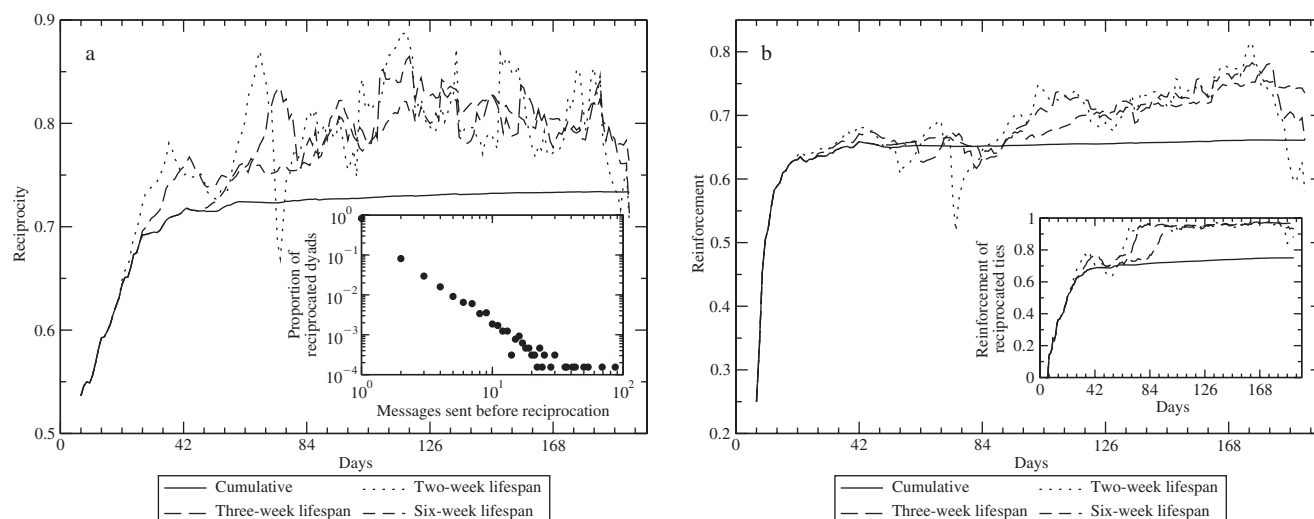 a
Reciprocity
0.9
0.8
0.7
0.6
0.5
0 42 84 126 168
Days
Proportion of
reciprocated dyads
10^0
10^-1
10^-2
10^-3
10^-4
10^0 10^1 10^2
Messages sent before reciprocation
Cumulative Two-week lifespan
Three-week lifespan Six-week lifespan
b
Reinforcement
0.8
0.7
0.6
0.5
0.4
0.3
0.2
0 42 84 126 168
Days
Reinforcement of
reciprocated ties
1
0.8
0.6
0.4
0.2
0
0 42 84 126 168
Days
Cumulative Two-week lifespan
Three-week lifespan Six-week lifespan